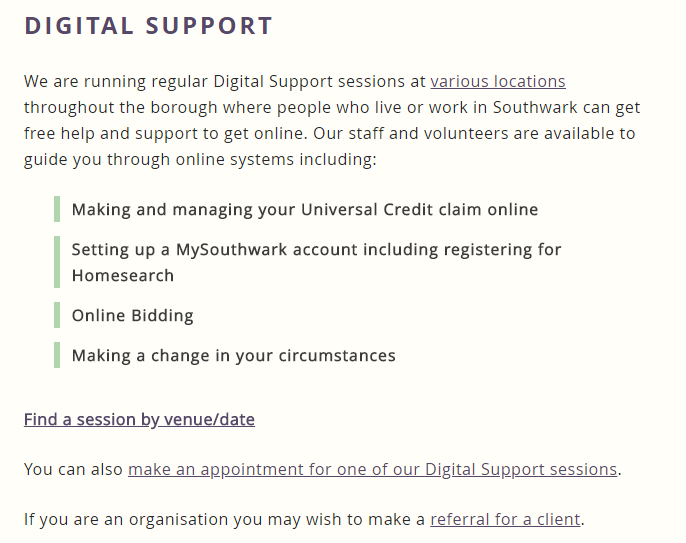 DIGITAL SUPPORT
We are running regular Digital Support sessions at various locations
throughout the borough where people who live or work in Southwark can get
free help and support to get online. Our staff and volunteers are available to
guide you through online systems including:
Making and managing your Universal Credit claim online
Setting up a MySouthwark account including registering for
Homesearch
Online Bidding
Making a change in your circumstances
Find a session by venue/date
You can also make an appointment for one of our Digital Support sessions.
If you are an organisation you may wish to make a referral for a client.